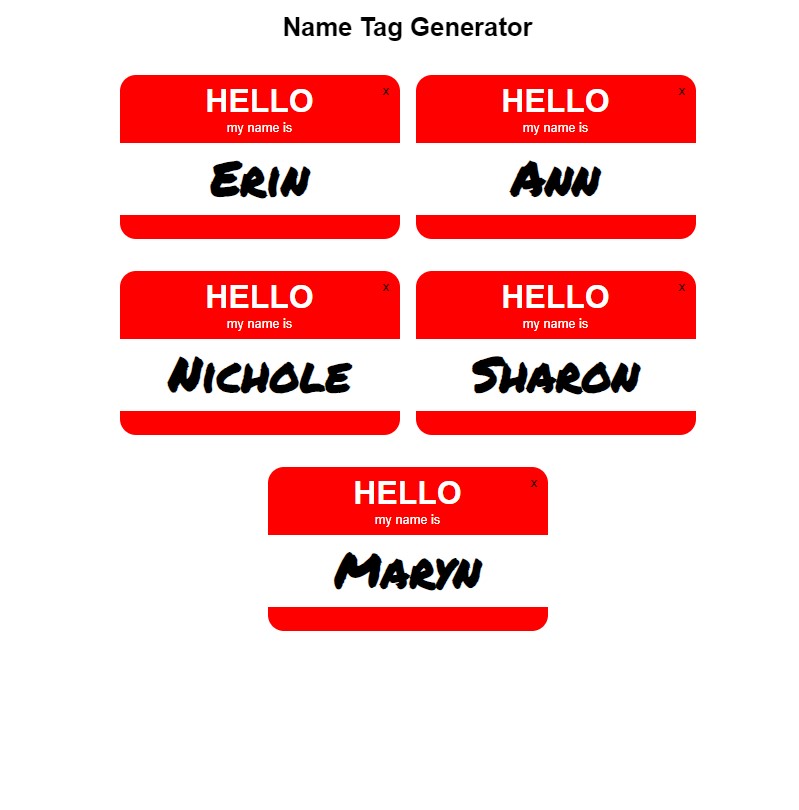 Name Tag Generator
HELLO x
my name is
Erin
HELLO x
my name is
Ann
HELLO x
my name is
Nichole
HELLO x
my name is
Sharon
HELLO x
my name is
Maryn